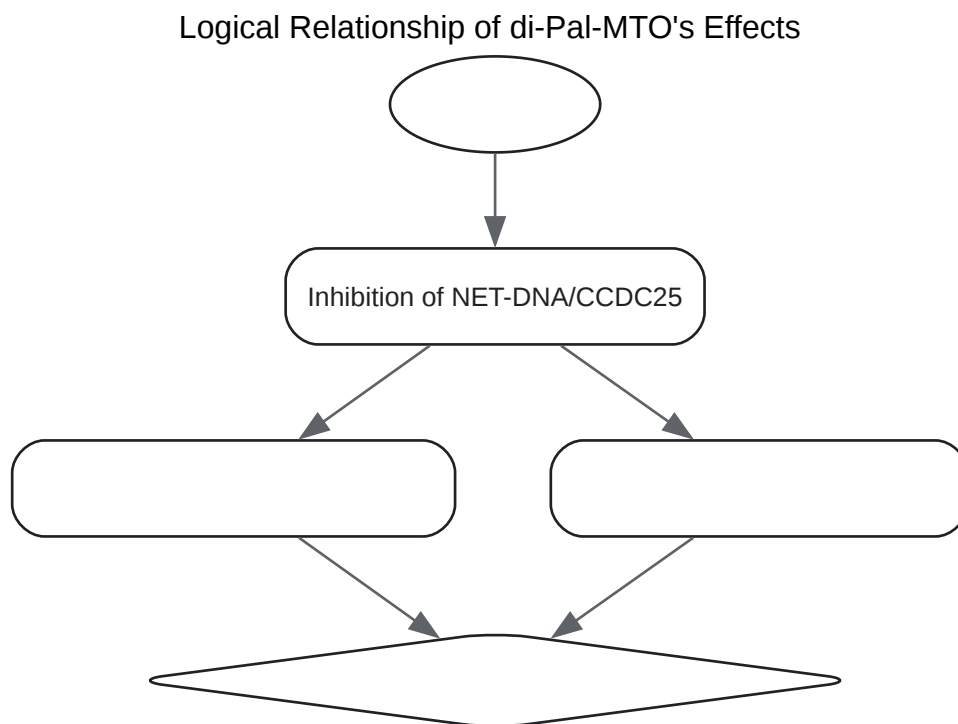 Logical Relationship of di-Pal-MTO's Effects
Inhibition of NET-DNA/CCDC25